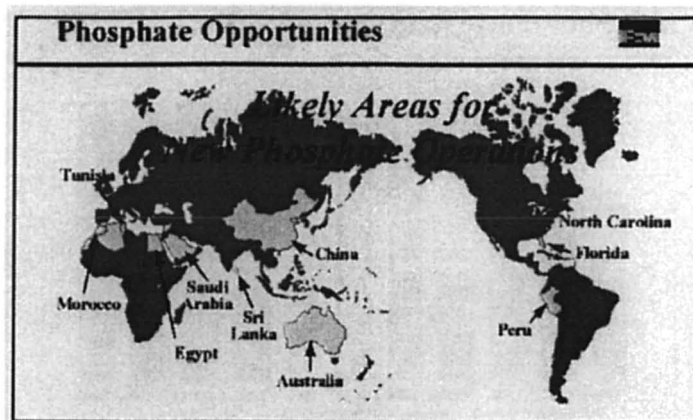 Phosphate Opportunities
Likely Areas for
New Phosphate Operations
Tunisia
North Carolina
China
Florida
Saudi
Arabia
Morocco
Sri
Lanka
Peru
Egypt
Australia